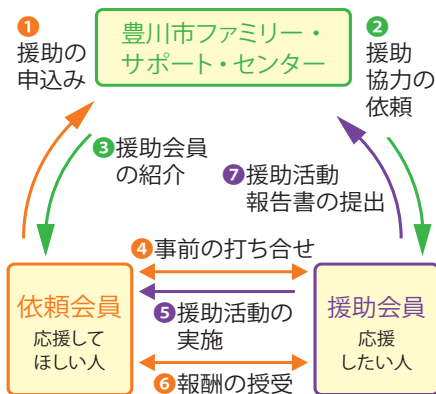 ❶
援助の
申込み
豊川市ファミリー・
サポート・センター
❷
援助
協力の
依頼
❸援助会員
の紹介
❼援助活動
報告書の提出
❹事前の打ち合せ
依頼会員
応援して
ほしい人
❺援助活動の
実施
援助会員
応援
したい人
❻報酬の授受